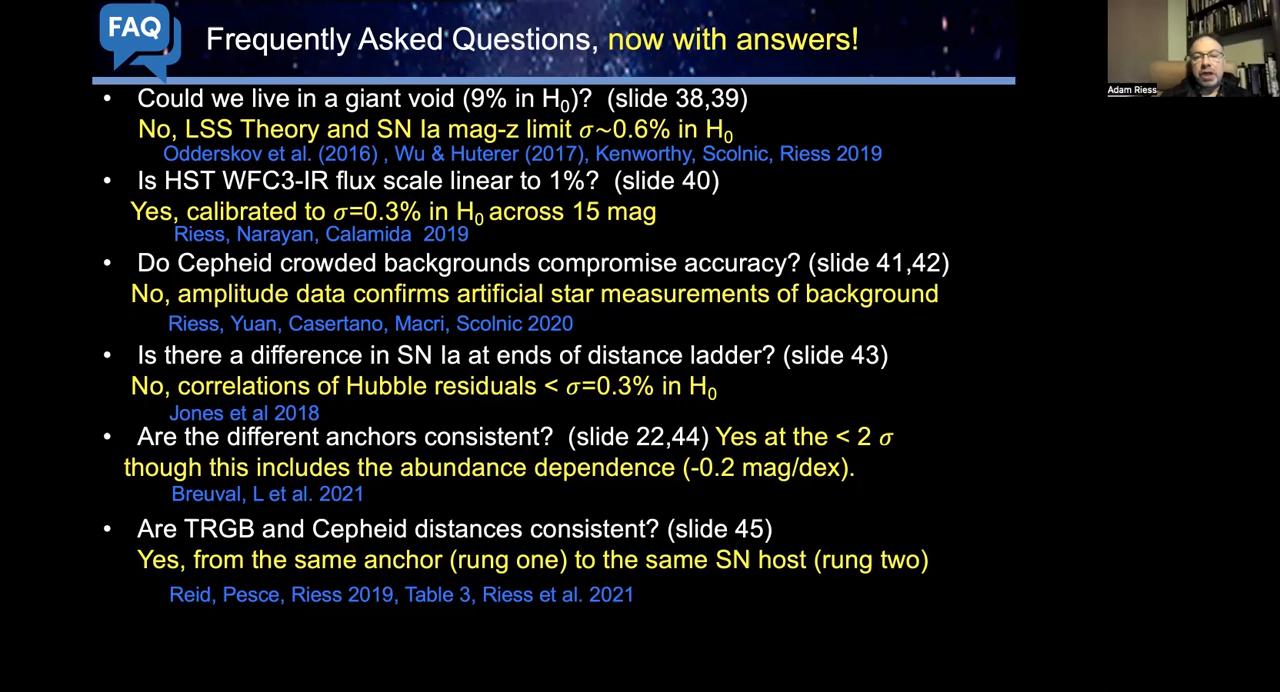 FAQ
Frequently Asked Questions, now with answers!
Adam Riess
• Could we live in a giant void (9% in H₀)? (slide 38,39)
No, LSS Theory and SN Ia mag-z limit σ~0.6% in H₀
Odderskov et al. (2016) , Wu & Huterer (2017), Kenworthy, Scolnic, Riess 2019
• Is HST WFC3-IR flux scale linear to 1%? (slide 40)
Yes, calibrated to σ=0.3% in H₀ across 15 mag
Riess, Narayan, Calamida 2019
• Do Cepheid crowded backgrounds compromise accuracy? (slide 41,42)
No, amplitude data confirms artificial star measurements of background
Riess, Yuan, Casertano, Macri, Scolnic 2020
• Is there a difference in SN Ia at ends of distance ladder? (slide 43)
No, correlations of Hubble residuals < σ=0.3% in H₀
Jones et al 2018
• Are the different anchors consistent? (slide 22,44) Yes at the < 2 σ
though this includes the abundance dependence (-0.2 mag/dex).
Breuval, L et al. 2021
• Are TRGB and Cepheid distances consistent? (slide 45)
Yes, from the same anchor (rung one) to the same SN host (rung two)
Reid, Pesce, Riess 2019, Table 3, Riess et al. 2021